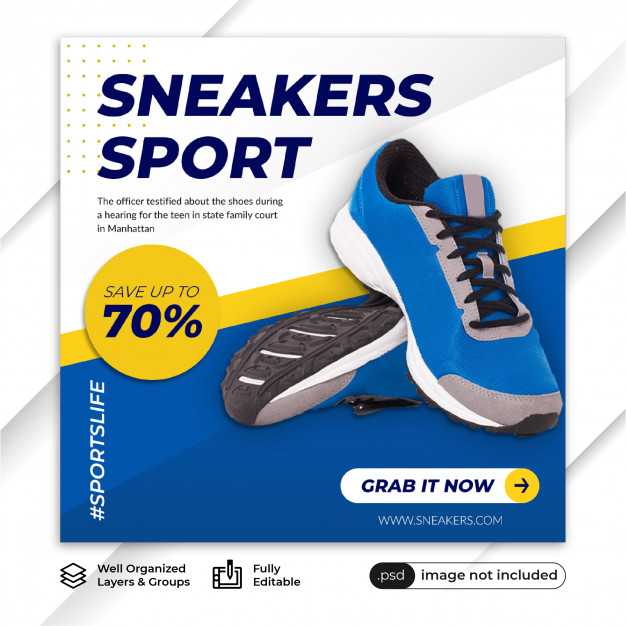 SNEAKERS
SPORT
The officer testified about the shoes during
a hearing for the teen in state family court
in Manhattan
SAVE UP TO
70%
#SPORTSLIFE
GRAB IT NOW
WWW.SNEAKERS.COM
Well Organized
Layers & Groups
Fully
Editable
.psd
image not included